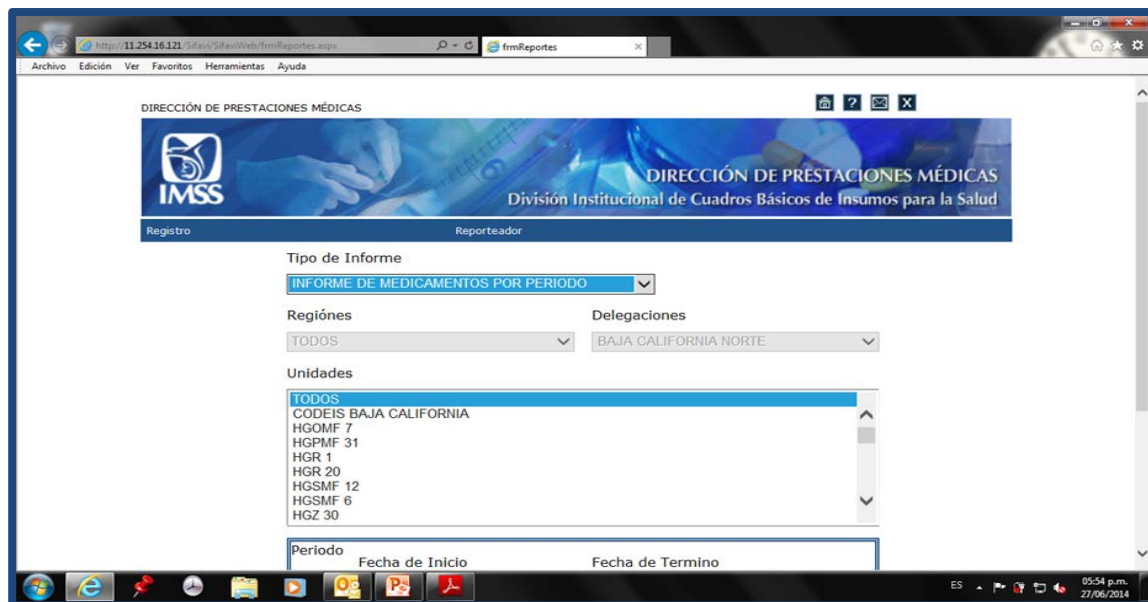 http://11.254.16.121/Sifavi/SifaviWeb/frmReportes.aspx
frmReportes
Archivo Edición Ver Favoritos Herramientas Ayuda
DIRECCIÓN DE PRESTACIONES MÉDICAS
IMSS
DIRECCIÓN DE PRESTACIONES MÉDICAS
División Institucional de Cuadros Básicos de Insumos para la Salud
Registro Reporteador
Tipo de Informe
INFORME DE MEDICAMENTOS POR PERIODO
Regiónes Delegaciones
TODOS BAJA CALIFORNIA NORTE
Unidades
TODOS
CODEIS BAJA CALIFORNIA
HGOMF 7
HGPMF 31
HGR 1
HGR 20
HGSMF 12
HGSMF 6
HGZ 30
Periodo
Fecha de Inicio Fecha de Termino
ES 05:54 p.m.
27/06/2014